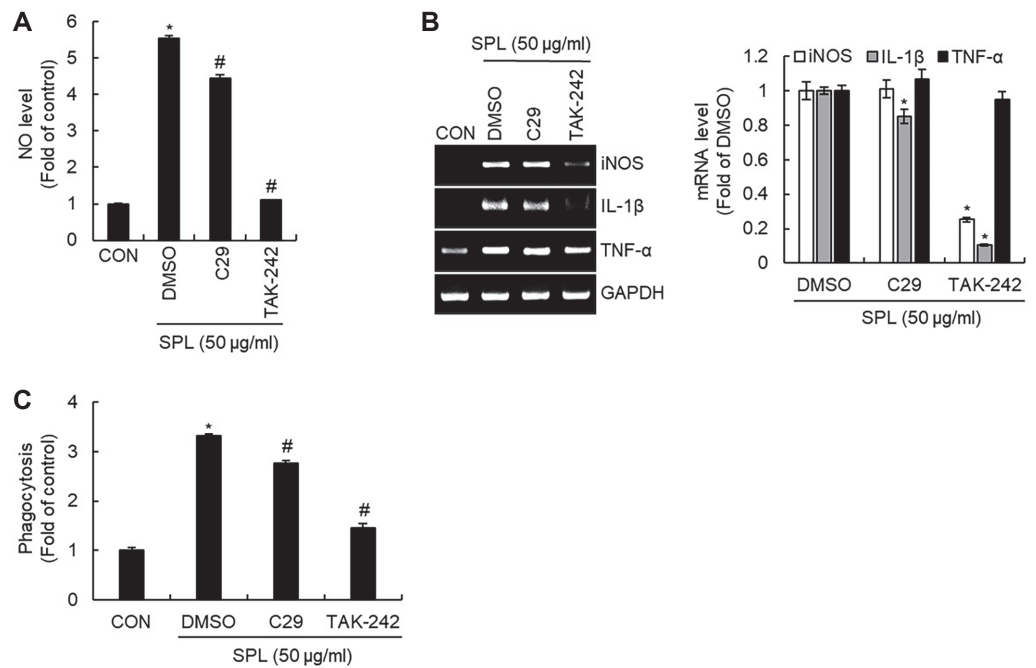 A
NO level
(Fold of control)
6
5
4
3
2
1
0
*
#
#
CON
DMSO
C29
TAK-242
SPL (50 µg/ml)
B
SPL (50 µg/ml)
CON
DMSO
C29
TAK-242
iNOS
IL-1β
TNF-α
GAPDH
mRNA level
(Fold of DMSO)
1.2
1
0.8
0.6
0.4
0.2
0
iNOS IL-1β TNF-α
*
*
*
DMSO C29 TAK-242
SPL (50 µg/ml)
C
Phagocytosis
(Fold of control)
4
3
2
1
0
*
#
#
CON DMSO C29 TAK-242
SPL (50 µg/ml)